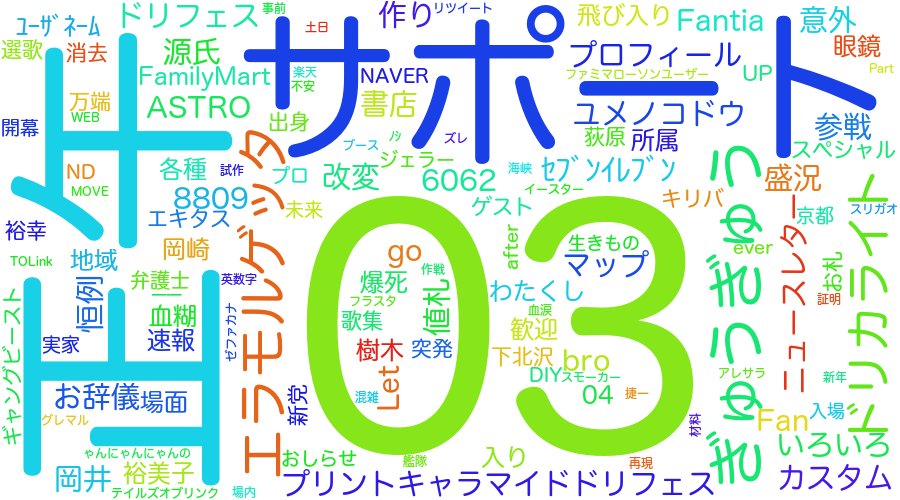 ドリフェス
事前
リツイート
作り
飛び入り
Fantia
意外
ﾕｰｻﾞﾈｰﾑ
土日
サポート
選歌
消去
源氏
FamilyMart
楽天
不安
NAVER
プロフィール
ファミマローソンユーザー
UP
眼鏡
Part
万端
WEB
ASTRO
書店
ユメノコドウ
参戦
開幕
出身
ブース
ﾉｼ
ズレ
荻原
所属
スペシャル
ND
MOVE
各種
試作
プロ
改変
ジェラー
6062
海峡
ｾﾌﾞﾝｲﾚﾌﾞﾝ
イースター
盛況
8809
未来
ゲスト
キリバ
京都
スリガオ
裕幸
エキタス
岡崎
go
after
生きもの
ever
TOLink
地域
作戦
マップ
お札
恒例
弁護士
英数字
爆死
フラスタ
値札
わたくし
証明
ギャングビースト
血糊
ゼファカナ
03
歌集
血涙
歓迎
ニュースレター
ドリカライト
ぎゅうぎゅう
エラモルゲッタ
実家
速報
樹木
突発
下北沢
bro
アレサラ
新年
お辞儀
場面
新党
混雑
Let
DIY
スモーカー
04
捷一
グレマル
Fan
入場
材料
ゃんにゃんにゃんの
おしらせ
艦隊
入り
再現
いろいろ
岡井
裕美子
テイルズオブリンク
場内
プリントキャラマイドドリフェス
カスタム